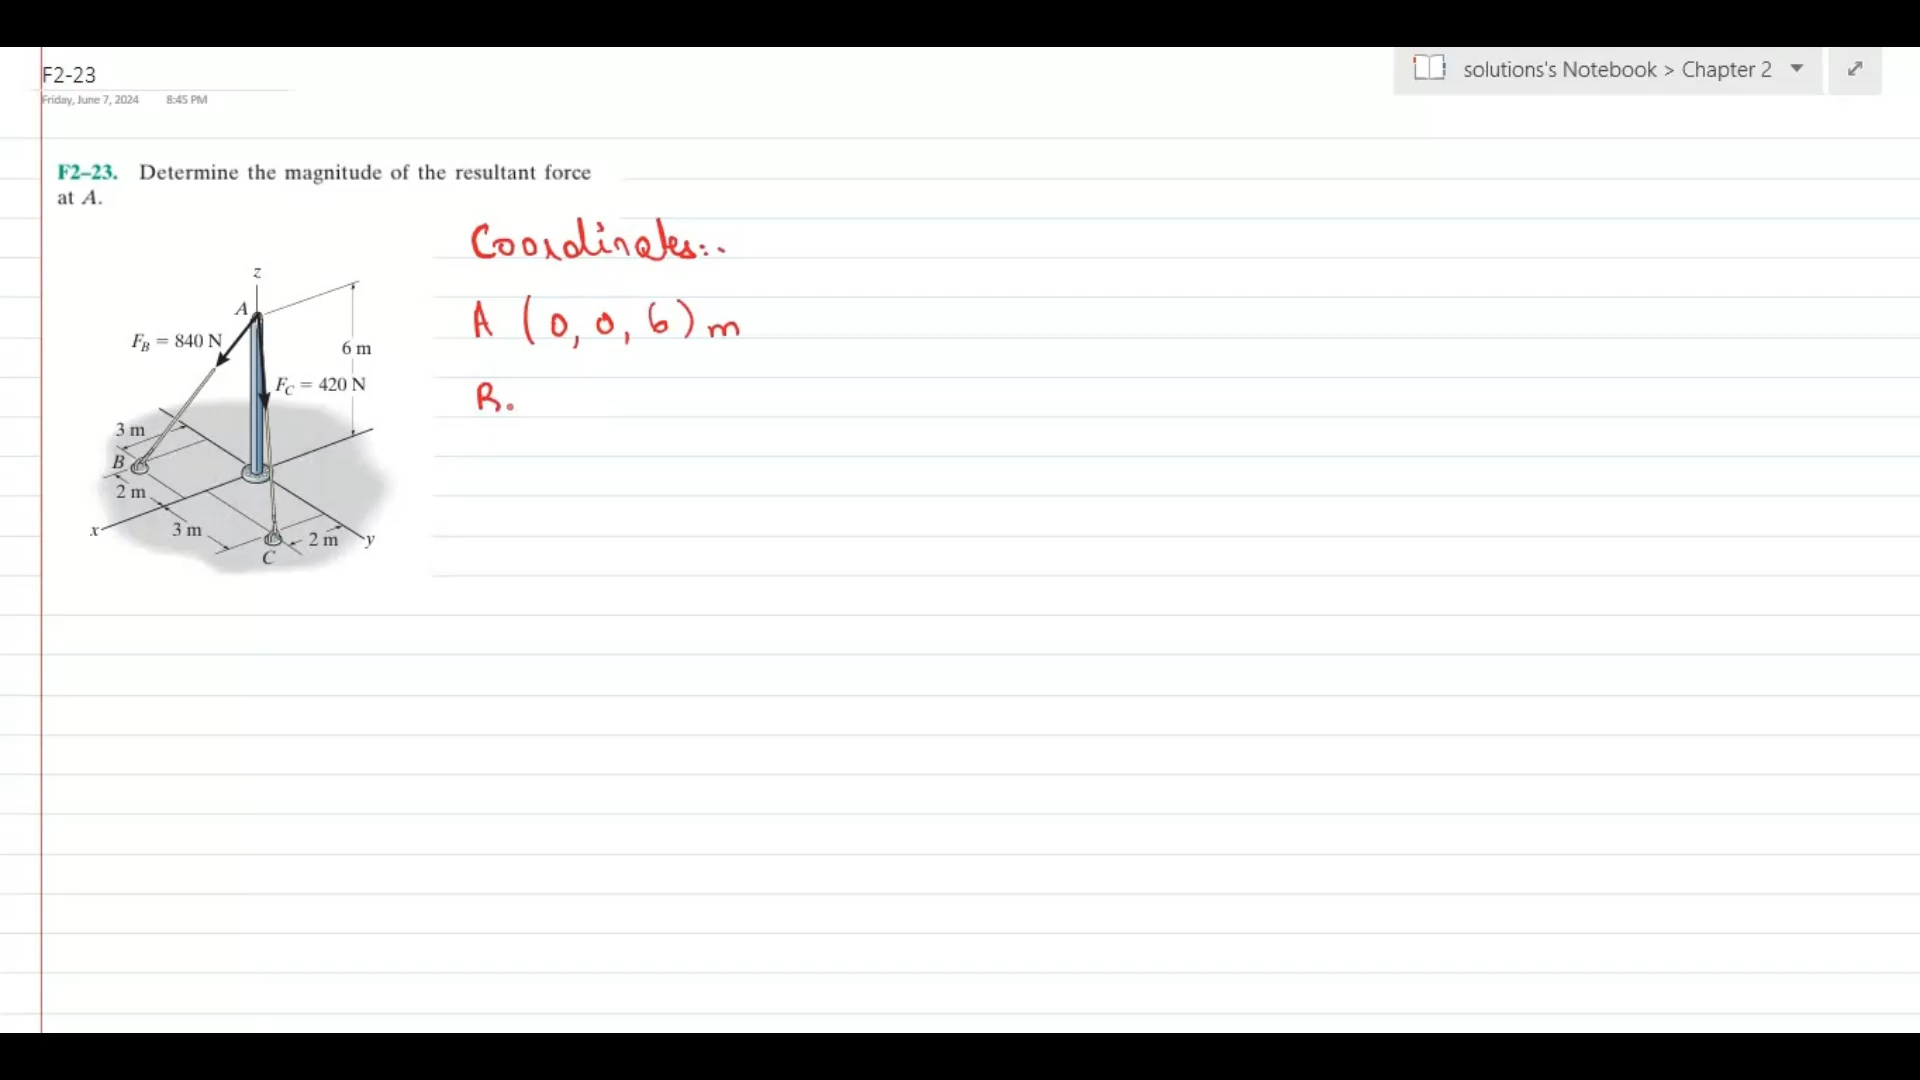 F2-23
Friday, June 7, 2024 8:45 PM
solutions's Notebook > Chapter 2
F2–23. Determine the magnitude of the resultant force
at A.
Coordinates:.
A (0, 0, 6) m
B.
z
A
F_B = 840 N
6 m
F_C = 420 N
3 m
B
2 m
x
3 m
2 m
y
C